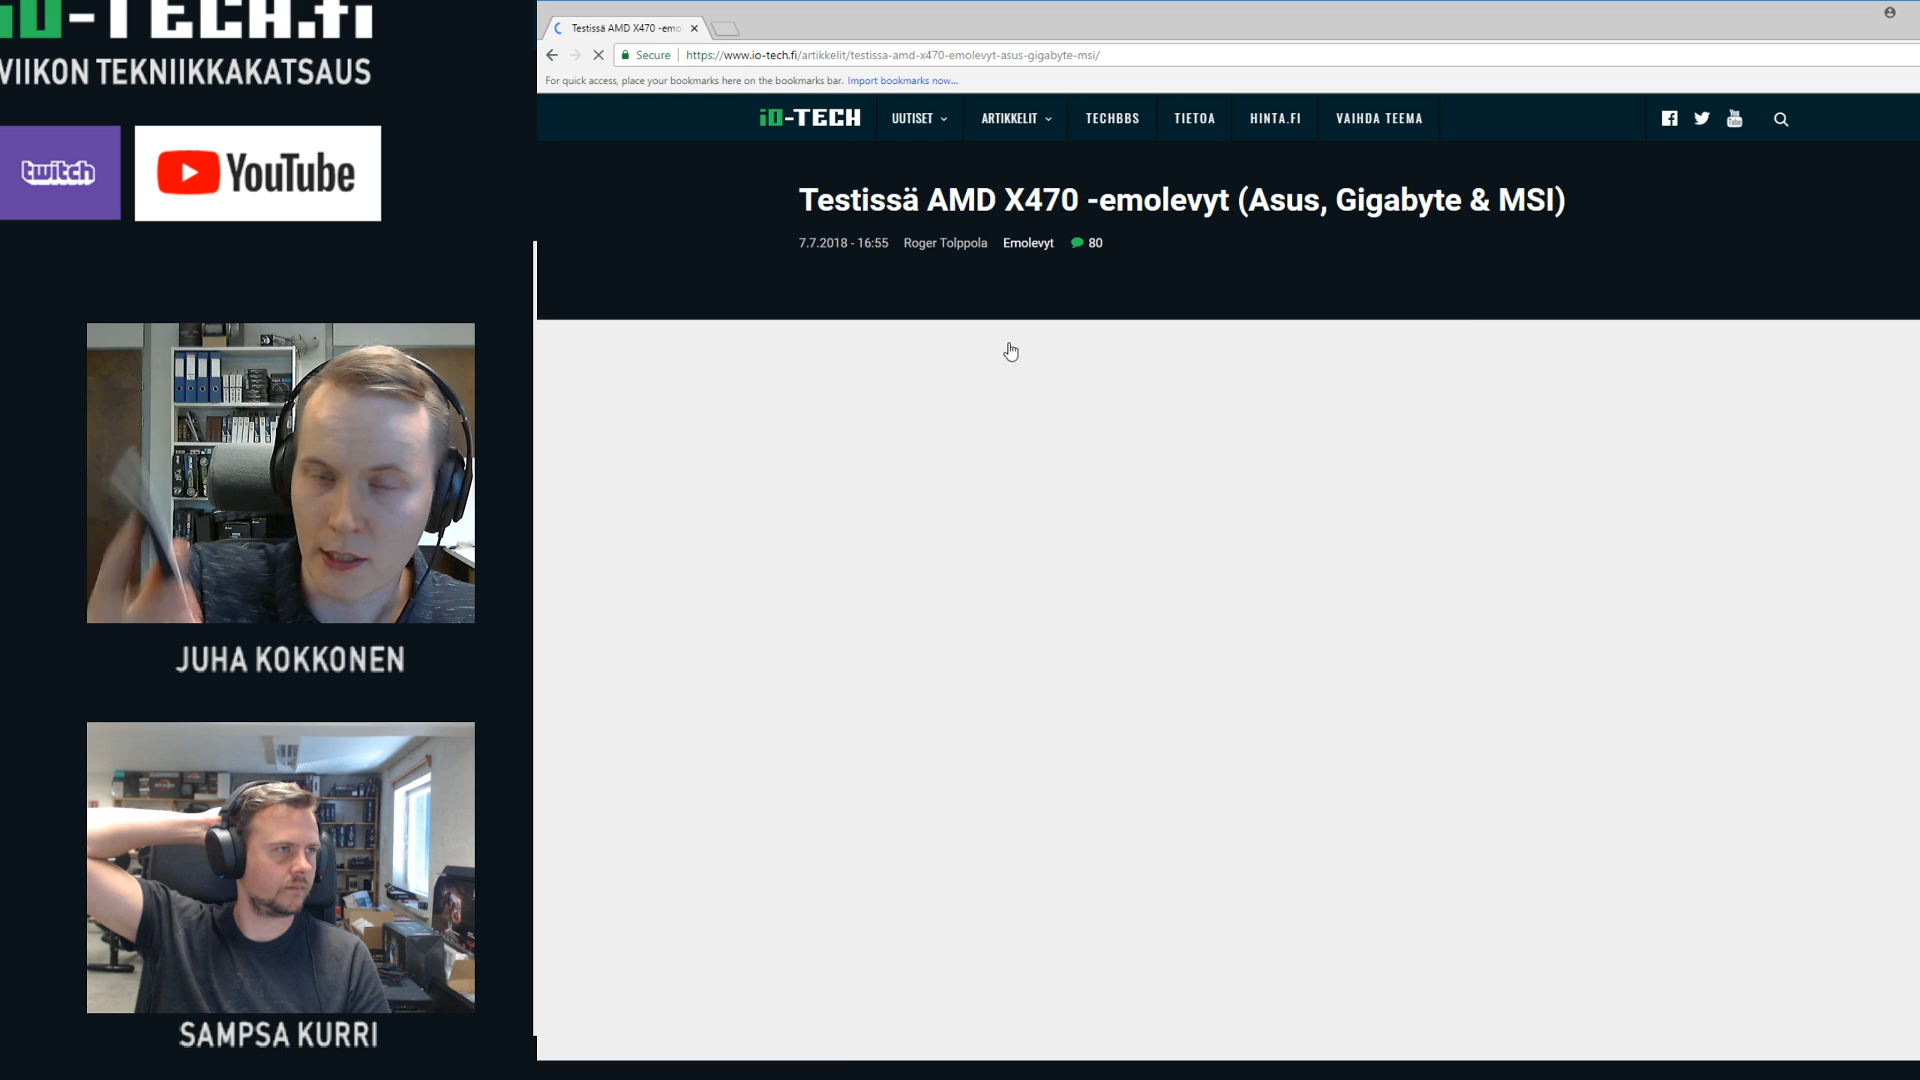 iO-TECH.fi
VIIKON TEKNIIKKAKATSAUS
twitch
YouTube
JUHA KOKKONEN
SAMPSA KURRI
Testissä AMD X470 -emo
Secure
https://www.io-tech.fi/artikkelit/testissa-amd-x470-emolevyt-asus-gigabyte-msi/
For quick access, place your bookmarks here on the bookmarks bar. Import bookmarks now...
iO-TECH UUTISET ARTIKKELIT TECHBBS TIETOA HINTA.FI VAIHDA TEEMA
You Tube
Testissä AMD X470 -emolevyt (Asus, Gigabyte & MSI)
7.7.2018 - 16:55 Roger Tolppola Emolevyt 80